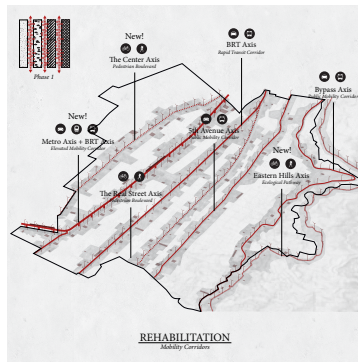 New!
The Center Axis
Pedestrian Boulevard
BRT Axis
Rapid Transit Corridor
Phase 1
Bypass Axis
Public Mobility Corridor
New!
Metro Axis + BRT Axis
Elevated Mobility Corridor
5th Avenue Axis
Public Mobility Corridor
New!
Eastern Hills Axis
Ecological Pathway
New!
The Real Street Axis
Pedestrian Boulevard
REHABILITATION
Mobility Corridors